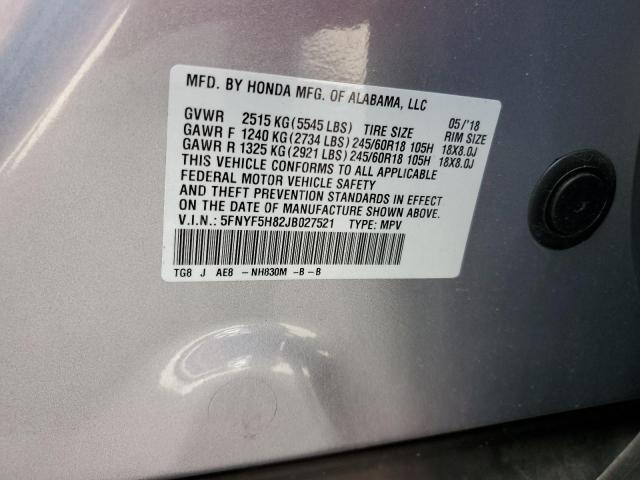 MFD. BY HONDA MFG. OF ALABAMA, LLC
GVWR 2515 KG (5545 LBS) TIRE SIZE 05/'18 RIM SIZE
GAWR F 1240 KG (2734 LBS) 245/60R18 105H 18X8.0J
GAWR R 1325 KG (2921 LBS) 245/60R18 105H 18X8.0J
THIS VEHICLE CONFORMS TO ALL APPLICABLE
FEDERAL MOTOR VEHICLE SAFETY
AND THEFT PREVENTION STANDARDS IN EFFECT
ON DATE OF MANUFACTURE SHOWN ABOVE.
V.I.N.: 5FNYF5H82JB027521 TYPE: MPV
TG8 J AE8 -NH830M -B-B